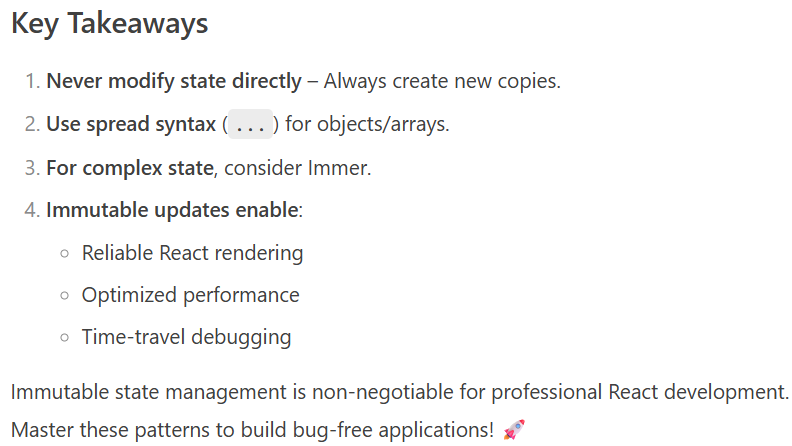 Key Takeaways
1. Never modify state directly – Always create new copies.
2. Use spread syntax (...) for objects/arrays.
3. For complex state, consider Immer.
4. Immutable updates enable:
○ Reliable React rendering
○ Optimized performance
○ Time-travel debugging
Immutable state management is non-negotiable for professional React development.
Master these patterns to build bug-free applications! 🚀